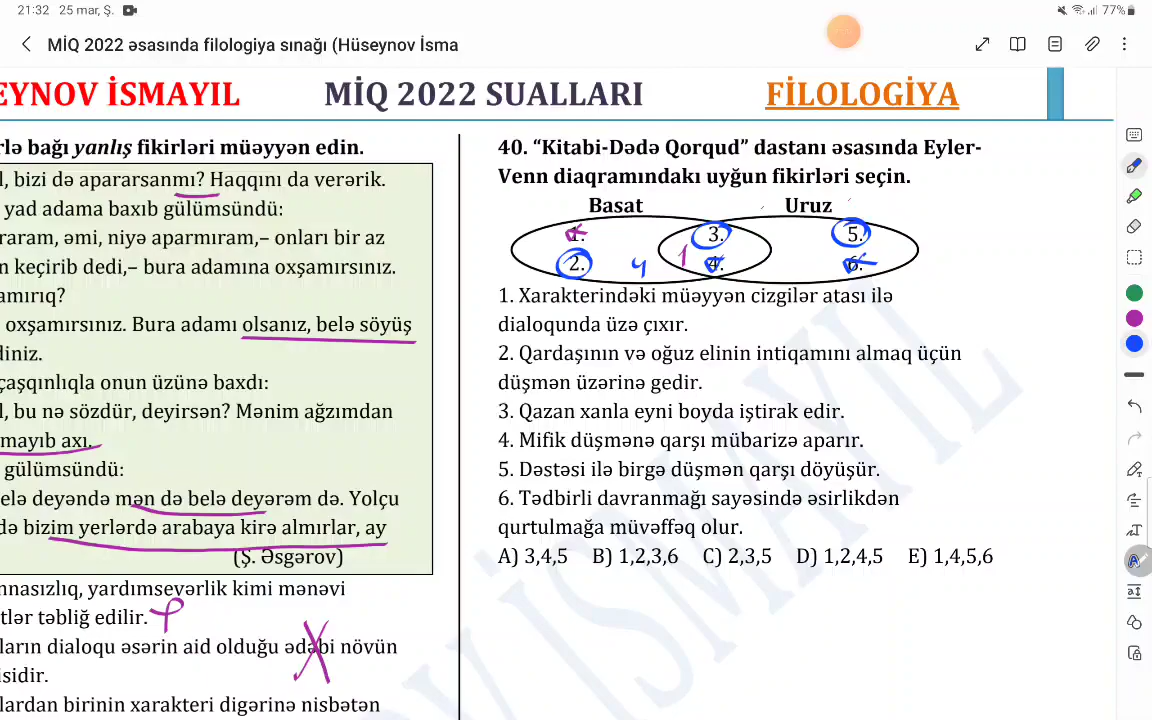 21:32 25 mar, Ş. 77%
MİQ 2022 əsasında filologiya sınağı (Hüseynov İsma
EYNOV İSMAYIL MİQ 2022 SUALLARI FİLOLOGİYA
rlə bağı yanlış fikirləri müəyyən edin.
l, bizi də apararsanmı? Haqqını da verərik.
yad adama baxıb gülümsündü:
raram, əmi, niyə aparmıram,– onları bir az
n keçirib dedi,– bura adamına oxşamırsınız.
amırıq?
oxşamırsınız. Bura adamı olsanız, belə söyüş
diniz.
çaşqınlıqla onun üzünə baxdı:
l, bu nə sözdür, deyirsən? Mənim ağzımdan
mayıb axı.
gülümsündü:
elə deyəndə mən də belə deyərəm də. Yolçu
də bizim yerlərdə arabaya kirə almırlar, ay
(Ş. Əsgərov)
nnasızlıq, yardımsevərlik kimi mənəvi
tlər təbliğ edilir.
ların dialoqu əsərin aid olduğu ədəbi növün
isidir.
lardan birinin xarakteri digərinə nisbətən
40. “Kitabi-Dədə Qorqud” dastanı əsasında Eyler-
Venn diaqramındakı uyğun fikirləri seçin.
Basat Uruz
1. 3. 5.
2. 4 1 4. 6.
1. Xarakterindəki müəyyən cizgilər atası ilə
dialoqunda üzə çıxır.
2. Qardaşının və oğuz elinin intiqamını almaq üçün
düşmən üzərinə gedir.
3. Qazan xanla eyni boyda iştirak edir.
4. Mifik düşmənə qarşı mübarizə aparır.
5. Dəstəsi ilə birgə düşmən qarşı döyüşür.
6. Tədbirli davranmağı sayəsində əsirlikdən
qurtulmağa müvəffəq olur.
A) 3,4,5 B) 1,2,3,6 C) 2,3,5 D) 1,2,4,5 E) 1,4,5,6
V İSMAYIL